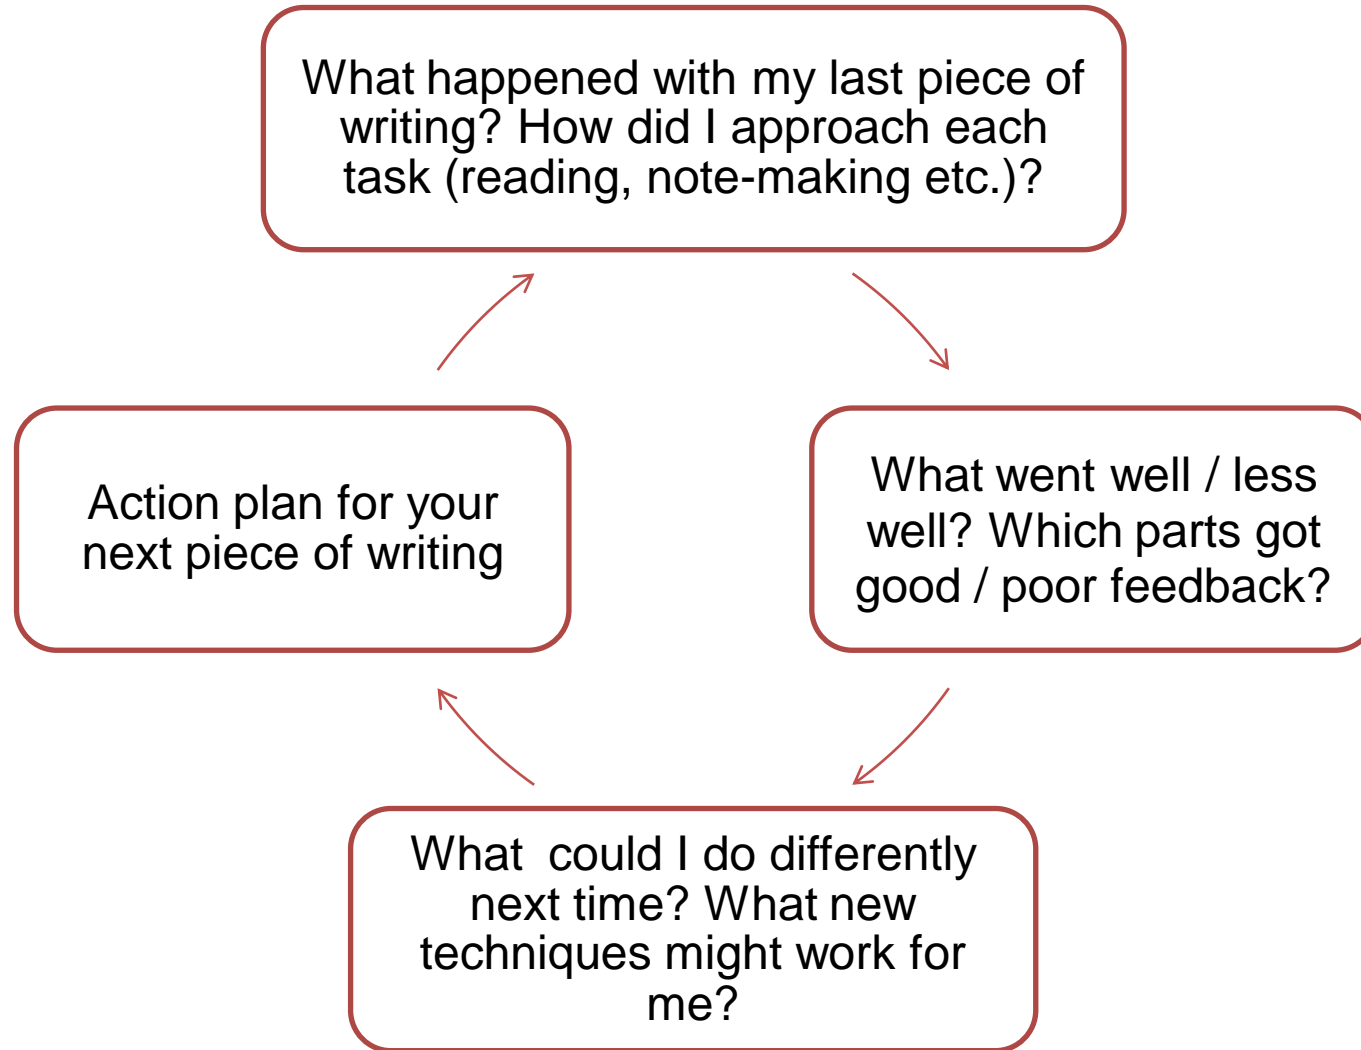 What happened with my last piece of
writing? How did I approach each
task (reading, note-making etc.)?
What went well / less
well? Which parts got
good / poor feedback?
What  could I do differently
next time? What new
techniques might work for
me?
Action plan for your
next piece of writing